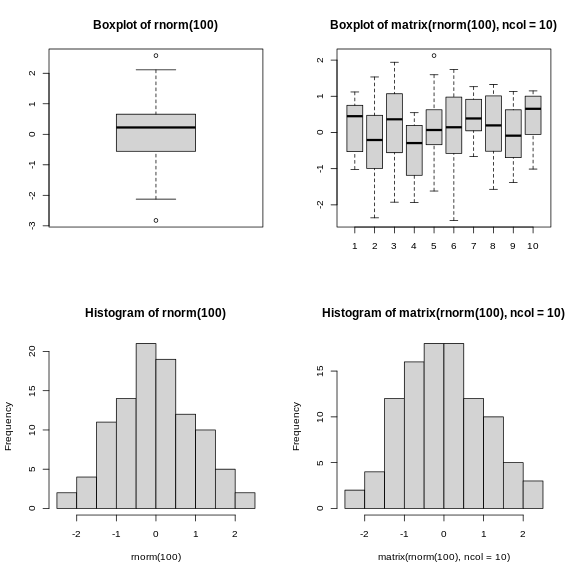 Boxplot of rnorm(100)
2
1
0
-1
-2
-3
Boxplot of matrix(rnorm(100), ncol = 10)
2
1
0
-1
-2
1 2 3 4 5 6 7 8 9 10
Histogram of rnorm(100)
Frequency
20
15
10
5
0
-2 -1 0 1 2
rnorm(100)
Histogram of matrix(rnorm(100), ncol = 10)
Frequency
15
10
5
0
-2 -1 0 1 2
matrix(rnorm(100), ncol = 10)